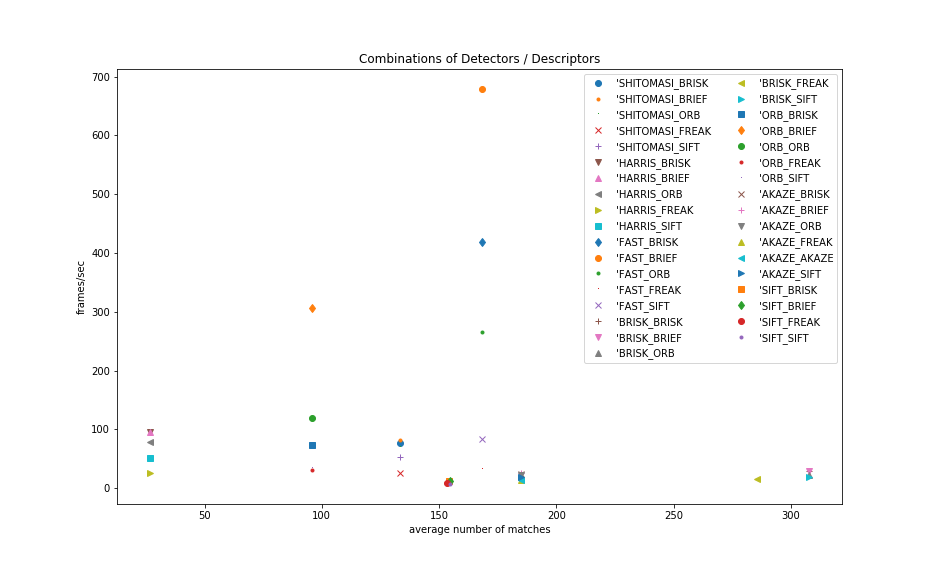 Combinations of Detectors / Descriptors
700
600
500
400
300
200
100
0
frames/sec
50
100
150
200
250
300
average number of matches
'SHITOMASI_BRISK
'SHITOMASI_BRIEF
'SHITOMASI_ORB
'SHITOMASI_FREAK
'SHITOMASI_SIFT
'HARRIS_BRISK
'HARRIS_BRIEF
'HARRIS_ORB
'HARRIS_FREAK
'HARRIS_SIFT
'FAST_BRISK
'FAST_BRIEF
'FAST_ORB
'FAST_FREAK
'FAST_SIFT
'BRISK_BRISK
'BRISK_BRIEF
'BRISK_ORB
'BRISK_FREAK
'BRISK_SIFT
'ORB_BRISK
'ORB_BRIEF
'ORB_ORB
'ORB_FREAK
'ORB_SIFT
'AKAZE_BRISK
'AKAZE_BRIEF
'AKAZE_ORB
'AKAZE_FREAK
'AKAZE_AKAZE
'AKAZE_SIFT
'SIFT_BRISK
'SIFT_BRIEF
'SIFT_FREAK
'SIFT_SIFT